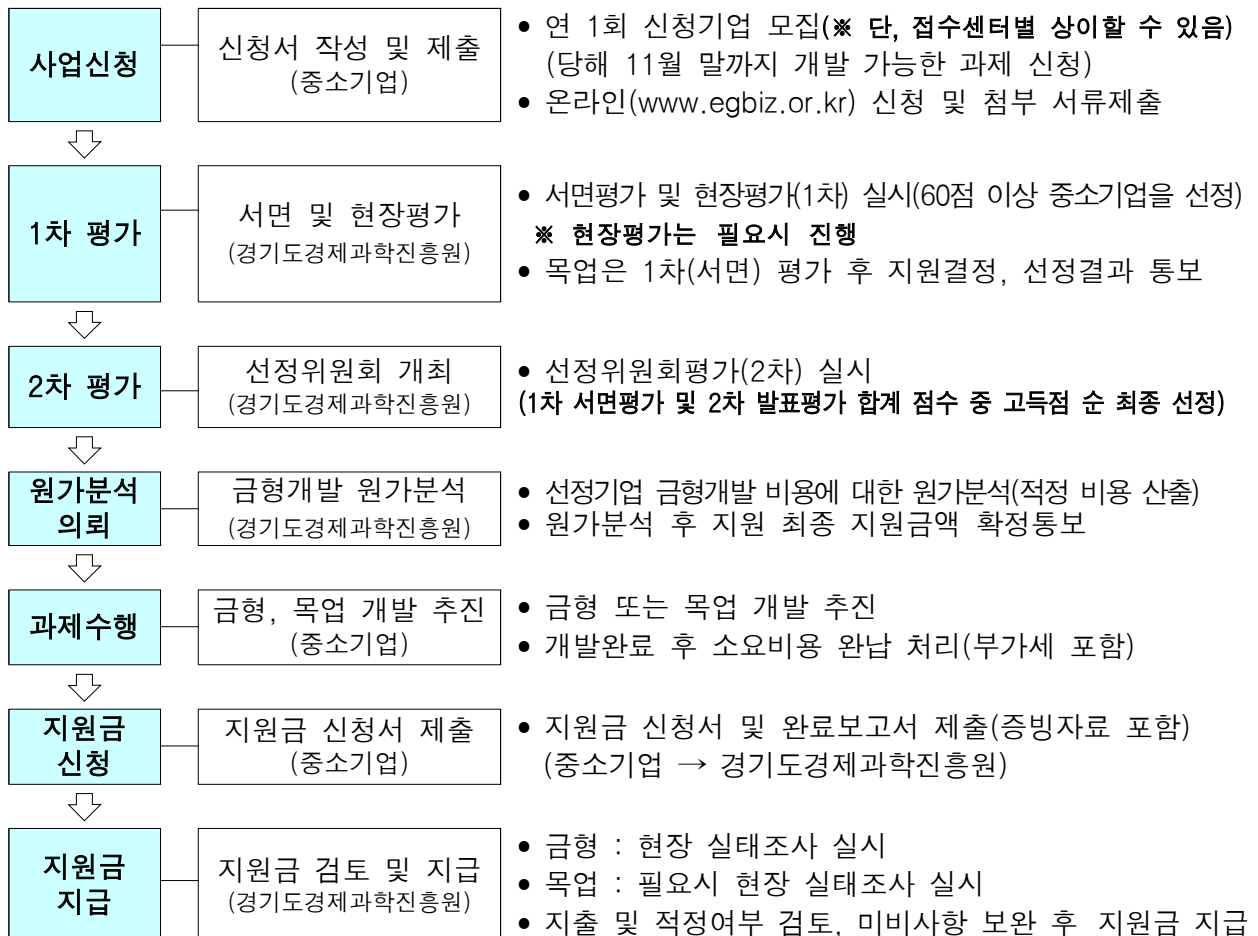 사업신청
신청서 작성 및 제출
(중소기업)
• 연 1회 신청기업 모집(※ 단, 접수센터별 상이할 수 있음)
(당해 11월 말까지 개발 가능한 과제 신청)
• 온라인(www.egbiz.or.kr) 신청 및 첨부 서류제출
1차 평가
서면 및 현장평가
(경기도경제과학진흥원)
• 서면평가 및 현장평가(1차) 실시(60점 이상 중소기업을 선정)
※ 현장평가는 필요시 진행
• 목업은 1차(서면) 평가 후 지원결정, 선정결과 통보
2차 평가
선정위원회 개최
(경기도경제과학진흥원)
• 선정위원회평가(2차) 실시
(1차 서면평가 및 2차 발표평가 합계 점수 중 고득점 순 최종 선정)
원가분석
의뢰
금형개발 원가분석
(경기도경제과학진흥원)
• 선정기업 금형개발 비용에 대한 원가분석(적정 비용 산출)
• 원가분석 후 지원 최종 지원금액 확정통보
과제수행
금형, 목업 개발 추진
(중소기업)
• 금형 또는 목업 개발 추진
• 개발완료 후 소요비용 완납 처리(부가세 포함)
지원금
신청
지원금 신청서 제출
(중소기업)
• 지원금 신청서 및 완료보고서 제출(증빙자료 포함)
(중소기업 → 경기도경제과학진흥원)
지원금
지급
지원금 검토 및 지급
(경기도경제과학진흥원)
• 금형 : 현장 실태조사 실시
• 목업 : 필요시 현장 실태조사 실시
• 지출 및 적정여부 검토, 미비사항 보완 후 지원금 지급